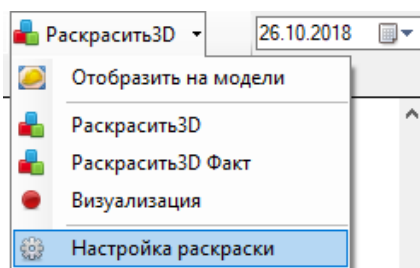 Раскрасить3D 26.10.2018
Отобразить на модели
Раскрасить3D
Раскрасить3D Факт
Визуализация
Настройка раскраски